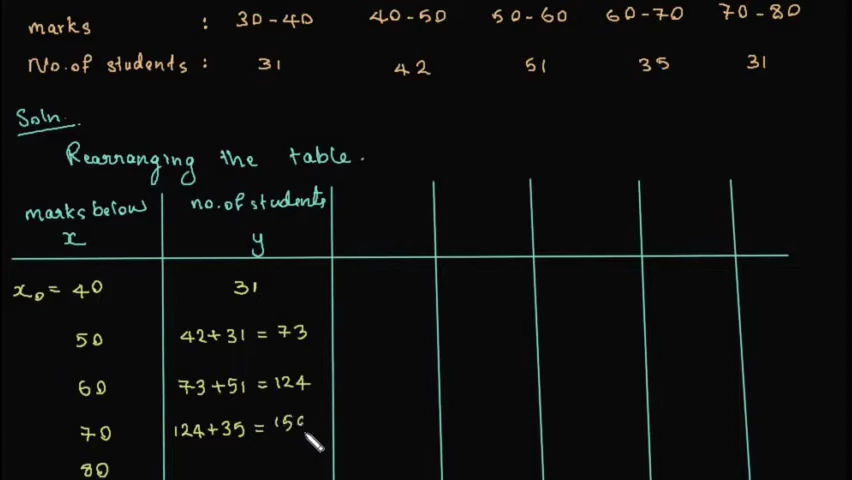 marks : 30-40 40-50 50-60 60-70 70-80
No. of students : 31 42 51 35 31
Soln.
Rearranging the table.
marks below x no. of students y
x₀ = 40 31
50 42+31 = 73
60 73+51 = 124
70 124+35 =
80